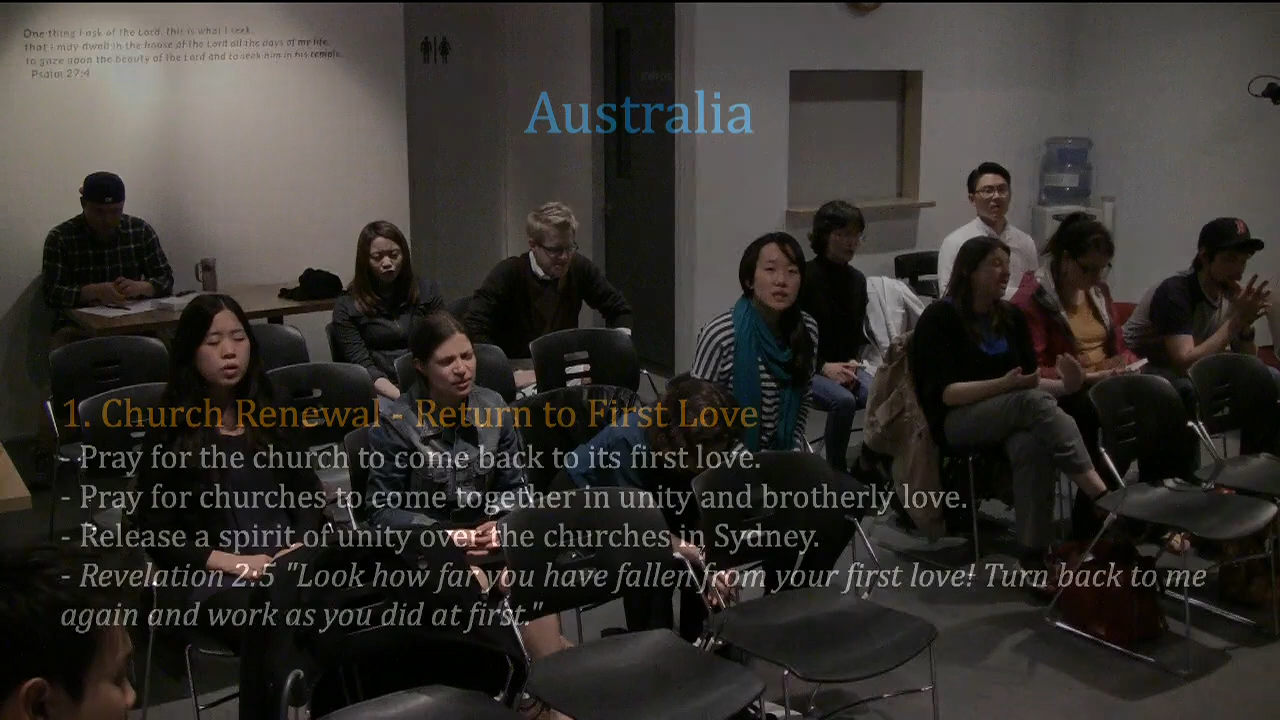 One thing I ask of the Lord, this is what I seek,
that i may dwell in the house of the Lord all the days of my life,
to gaze upon the beauty of the Lord and to seek him in his temple.
Psalm 27:4
Australia
1. Church Renewal - Return to First Love
- Pray for the church to come back to its first love.
- Pray for churches to come together in unity and brotherly love.
- Release a spirit of unity over the churches in Sydney.
- Revelation 2:5 "Look how far you have fallen from your first love! Turn back to me
again and work as you did at first."